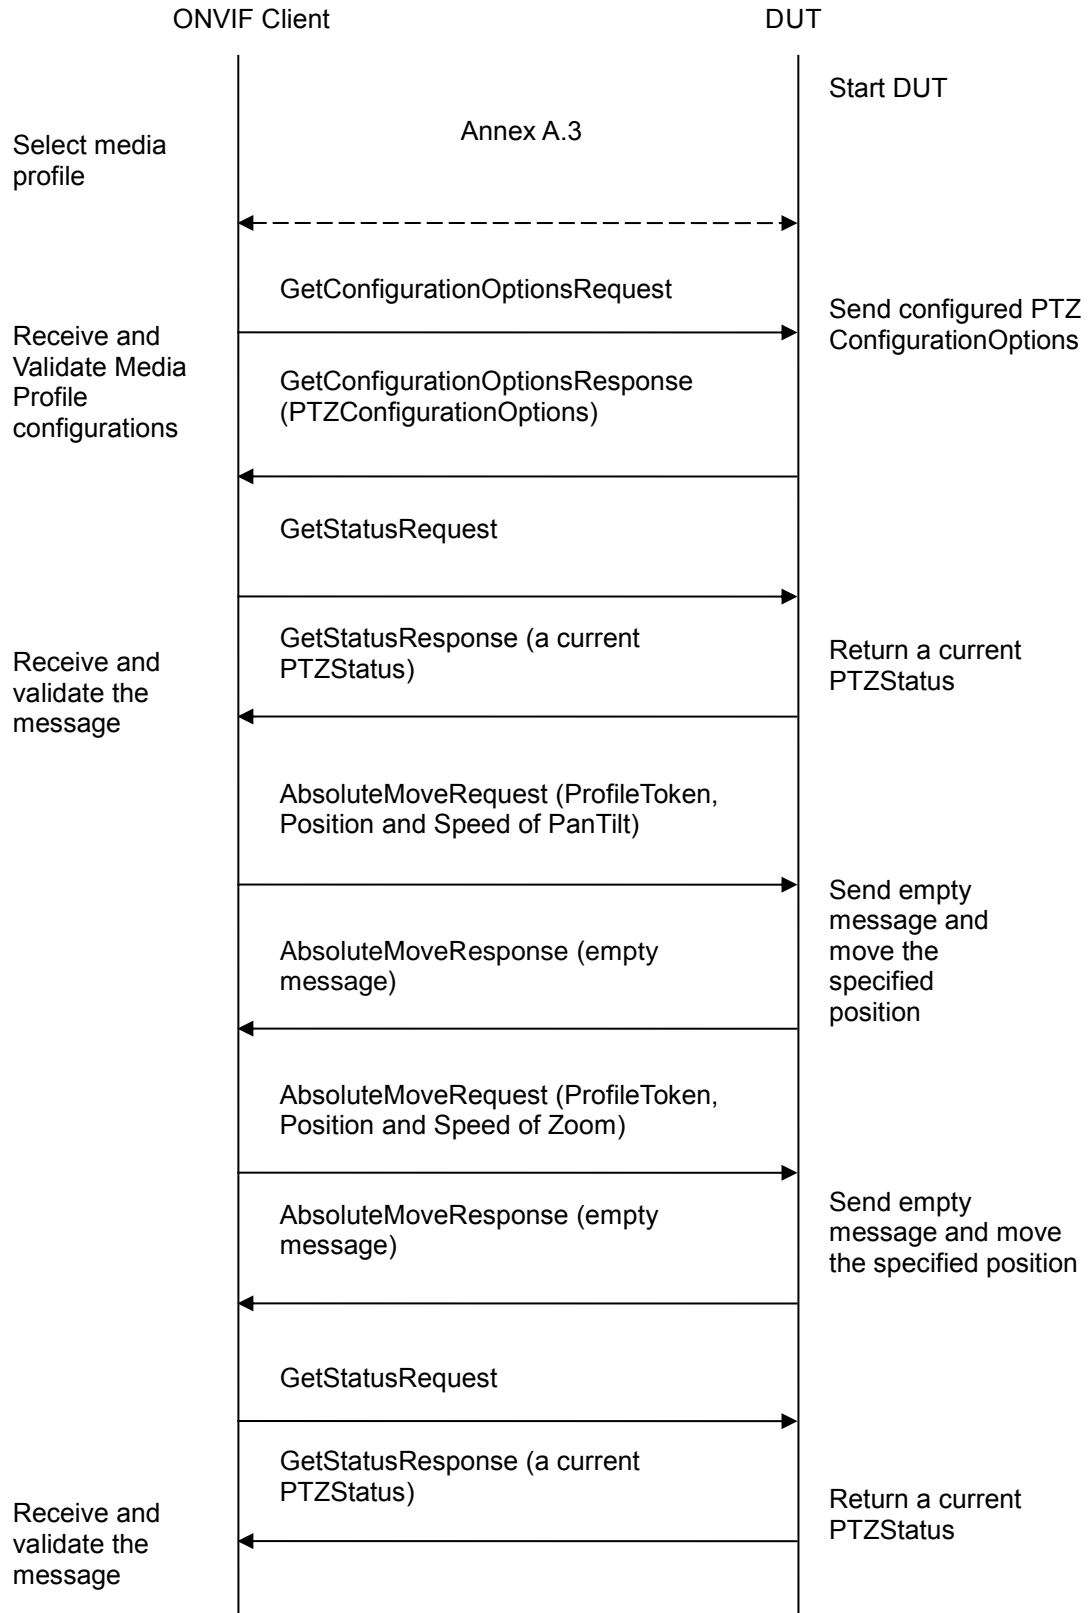 ONVIF Client
DUT
Start DUT
Annex A.3
Select media
profile
GetConfigurationOptionsRequest
Send configured PTZ
ConfigurationOptions
Receive and
Validate Media
Profile
configurations
GetConfigurationOptionsResponse
(PTZConfigurationOptions)
GetStatusRequest
GetStatusResponse (a current
PTZStatus)
Return a current
PTZStatus
Receive and
validate the
message
AbsoluteMoveRequest (ProfileToken,
Position and Speed of PanTilt)
Send empty
message and
move the
specified
position
AbsoluteMoveResponse (empty
message)
AbsoluteMoveRequest (ProfileToken,
Position and Speed of Zoom)
Send empty
message and move
the specified position
AbsoluteMoveResponse (empty
message)
GetStatusRequest
GetStatusResponse (a current
PTZStatus)
Return a current
PTZStatus
Receive and
validate the
message